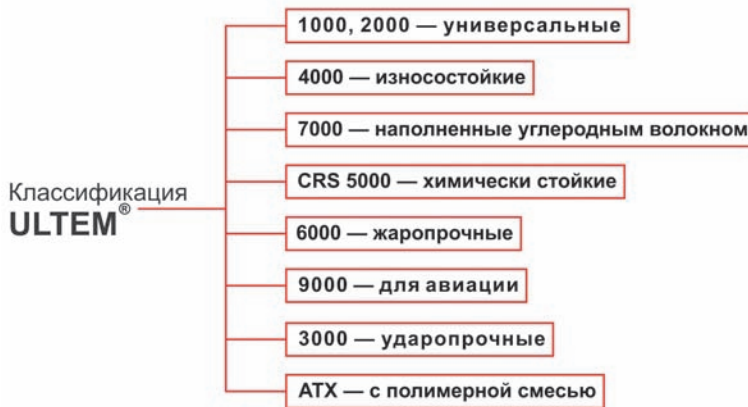 Классификация
ULTEM®
1000, 2000 — универсальные
4000 — износостойкие
7000 — наполненные углеродным волокном
CRS 5000 — химически стойкие
6000 — жаропрочные
9000 — для авиации
3000 — ударопрочные
ATX — с полимерной смесью